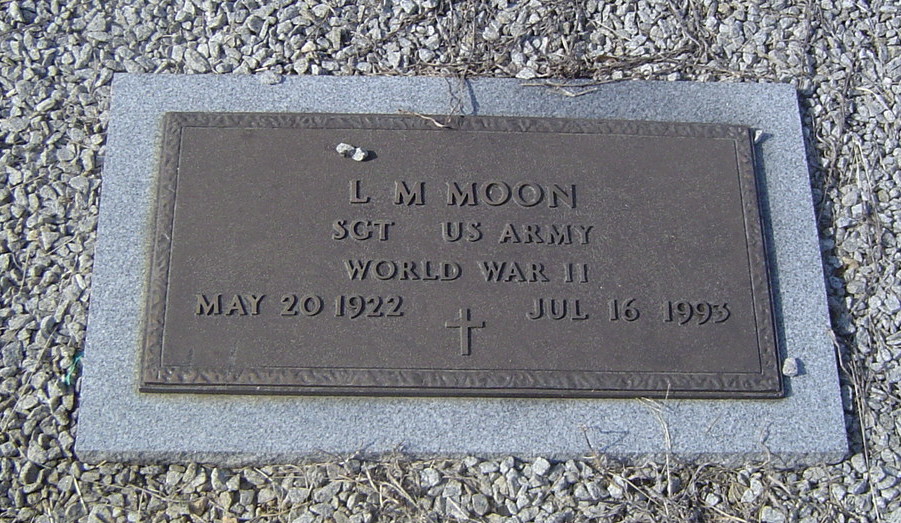 L M MOON
SGT US ARMY
WORLD WAR II
MAY 20 1922 JUL 16 1993